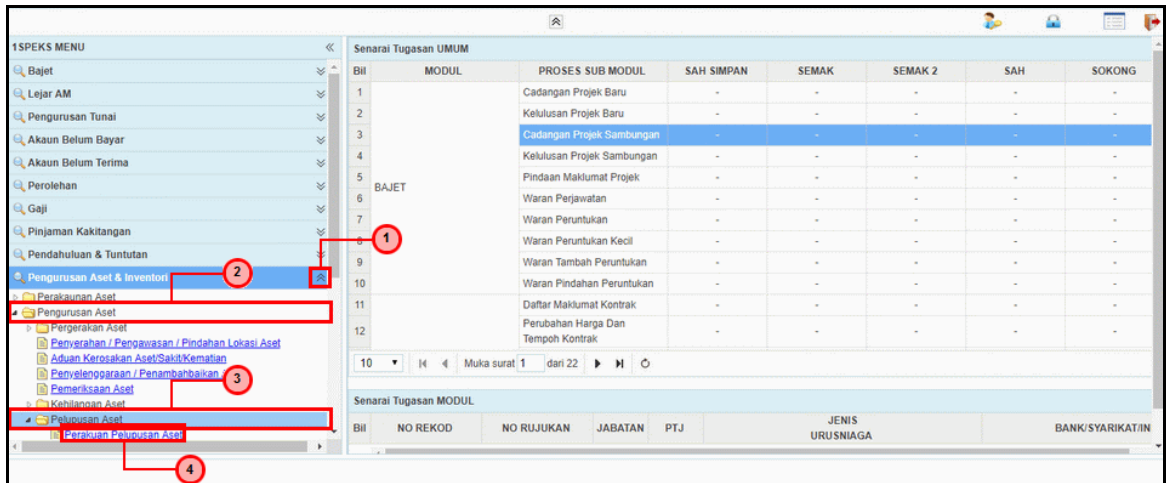 1SPEKS MENU
Bajet
Lejar AM
Pengurusan Tunai
Akaun Belum Bayar
Akaun Belum Terima
Perolehan
Gaji
Pinjaman Kakitangan
Pendahuluan & Tuntutan
Pengurusan Aset & Inventori
Perakaunan Aset
Pengurusan Aset
Pergerakan Aset
Penyerahan / Pengawasan / Pindahan Lokasi Aset
Aduan Kerosakan Aset/Sakit/Kematian
Penyelenggaraan / Penambahbaikan
Pemeriksaan Aset
Kehilangan Aset
Pelupusan Aset
Perakuan Pelupusan Aset
1
2
3
4
Senarai Tugasan UMUM
Bil MODUL PROSES SUB MODUL SAH SIMPAN SEMAK SEMAK 2 SAH SOKONG
1 Cadangan Projek Baru - - - - -
2 Kelulusan Projek Baru - - - - -
3 Cadangan Projek Sambungan - - - - -
4 Kelulusan Projek Sambungan - - - - -
5 Pindaan Maklumat Projek - - - - -
BAJET
6 Waran Perjawatan - - - - -
7 Waran Peruntukan - - - - -
8 Waran Peruntukan Kecil - - - - -
9 Waran Tambah Peruntukan - - - - -
10 Waran Pindahan Peruntukan - - - - -
11 Daftar Maklumat Kontrak - - - - -
12 Perubahan Harga Dan - - - - -
Tempoh Kontrak
10 Muka surat 1 dari 22
Senarai Tugasan MODUL
Bil NO REKOD NO RUJUKAN JABATAN PTJ JENIS URUSNIAGA BANK/SYARIKAT/IN